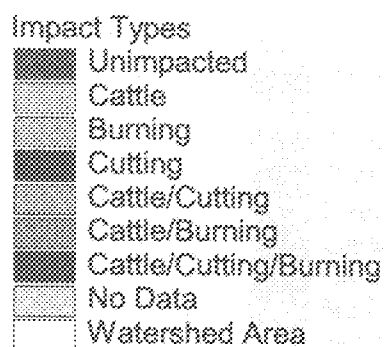 Impact Types
Unimpacted
Cattle
Burning
Cutting
Cattle/Cutting
Cattle/Burning
Cattle/Cutting/Burning
No Data
Watershed Area